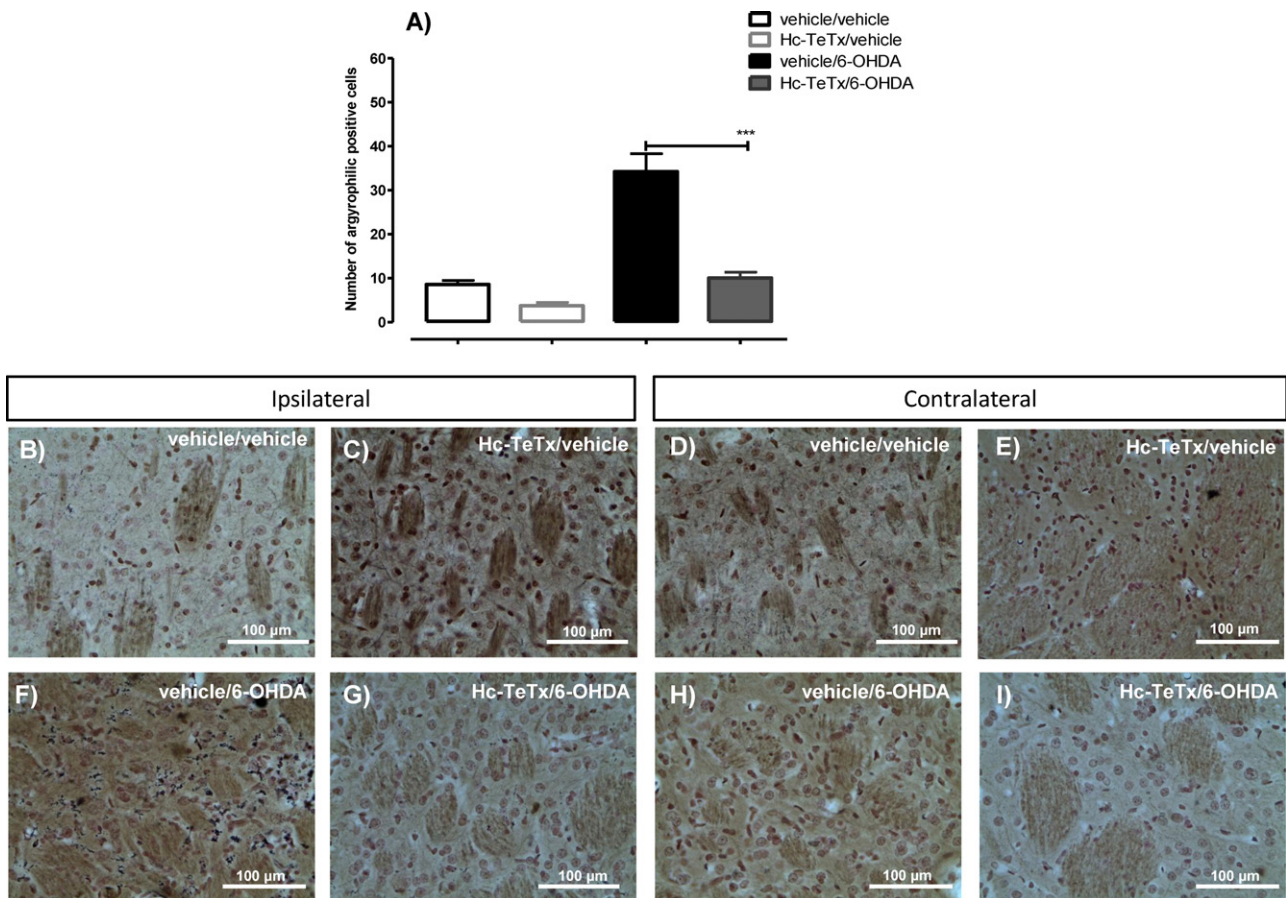 A)
vehicle/vehicle
Hc-TeTx/vehicle
vehicle/6-OHDA
Hc-TeTx/6-OHDA
Number of argyrophilic positive cells
60
50
40
30
20
10
0
***
Ipsilateral
Contralateral
B)
vehicle/vehicle
100 µm
C)
Hc-TeTx/vehicle
100 µm
D)
vehicle/vehicle
100 µm
E)
Hc-TeTx/vehicle
100 µm
F)
vehicle/6-OHDA
100 µm
G)
Hc-TeTx/6-OHDA
100 µm
H)
vehicle/6-OHDA
100 µm
I)
Hc-TeTx/6-OHDA
100 µm